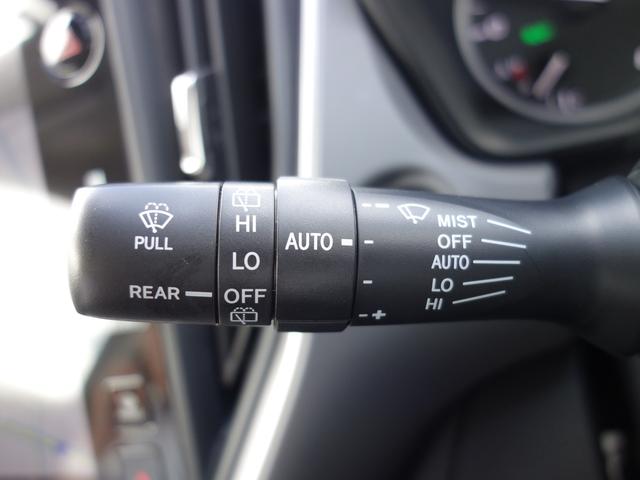 PULL
REAR
HI
LO
OFF
AUTO
-- 
-
-
-+
MIST
OFF
AUTO
LO
HI